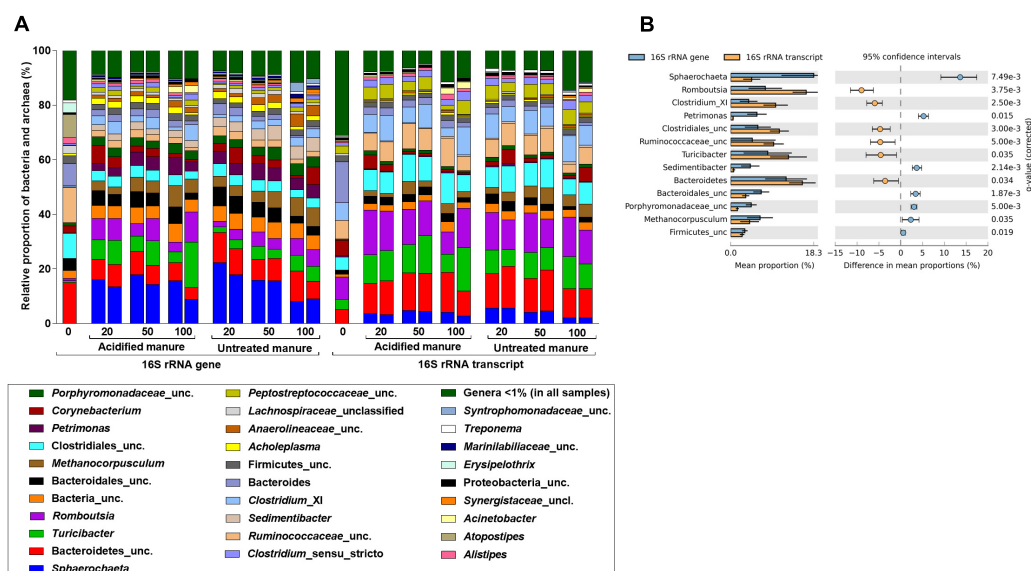 A
Relative proportion of bacteria and archaea (%)
100
80
60
40
20
0
0 20 50 100 20 50 100 0 20 50 100 20 50 100
Acidified manure Untreated manure Acidified manure Untreated manure
16S rRNA gene 16S rRNA transcript
Porphyromonadaceae_unc. Peptostreptococcaceae_unc. Genera <1% (in all samples)
Corynebacterium Lachnospiraceae_unclassified Syntrophomonadaceae_unc.
Petrimonas Anaerolineaceae_unc. Treponema
Clostridiales_unc. Acholeplasma Marinilabiliaceae_unc.
Methanocorpusculum Firmicutes_unc. Erysipelothrix
Bacteroidales_unc. Bacteroides Proteobacteria_unc.
Bacteria_unc. Clostridium_XI Synergistaceae_uncl.
Romboutsia Sedimentibacter Acinetobacter
Turicibacter Ruminococcaceae_unc. Atopostipes
Bacteroidetes_unc. Clostridium_sensu_stricto Alistipes
Sphaerochaeta
B
16S rRNA gene 16S rRNA transcript 95% confidence intervals
Sphaerochaeta 7.49e-3
Romboutsia 3.75e-3
Clostridium_XI 2.50e-3
Petrimonas 0.015
Clostridiales_unc 3.00e-3
Ruminococcaceae_unc 5.00e-3
Turicibacter 0.035
Sedimentibacter 2.14e-3
Bacteroidetes 0.034
Bacteroidales_unc 1.87e-3
Porphyromonadaceae_unc 5.00e-3
Methanocorpusculum 0.035
Firmicutes_unc 0.019
q-value (corrected)
0.0 18.3 −15 −10 −5 0 5 10 15 20
Mean proportion (%) Difference in mean proportions (%)